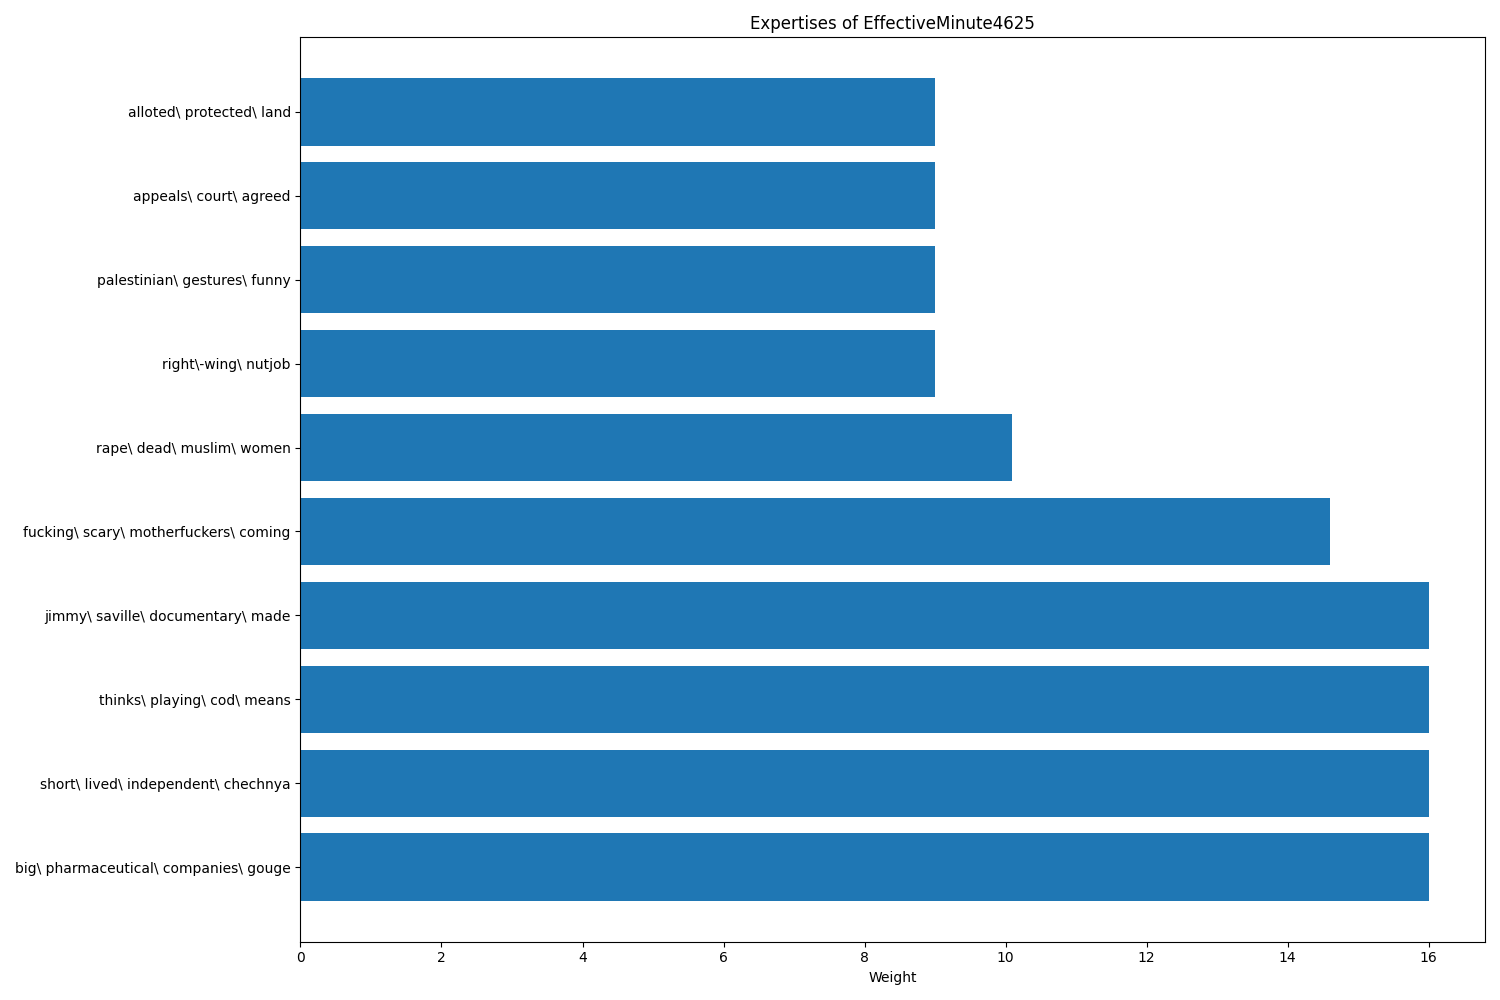 Expertises of EffectiveMinute4625
alloted\ protected\ land
appeals\ court\ agreed
palestinian\ gestures\ funny
right\-wing\ nutjob
rape\ dead\ muslim\ women
fucking\ scary\ motherfuckers\ coming
jimmy\ saville\ documentary\ made
thinks\ playing\ cod\ means
short\ lived\ independent\ chechnya
big\ pharmaceutical\ companies\ gouge
0 2 4 6 8 10 12 14 16
Weight